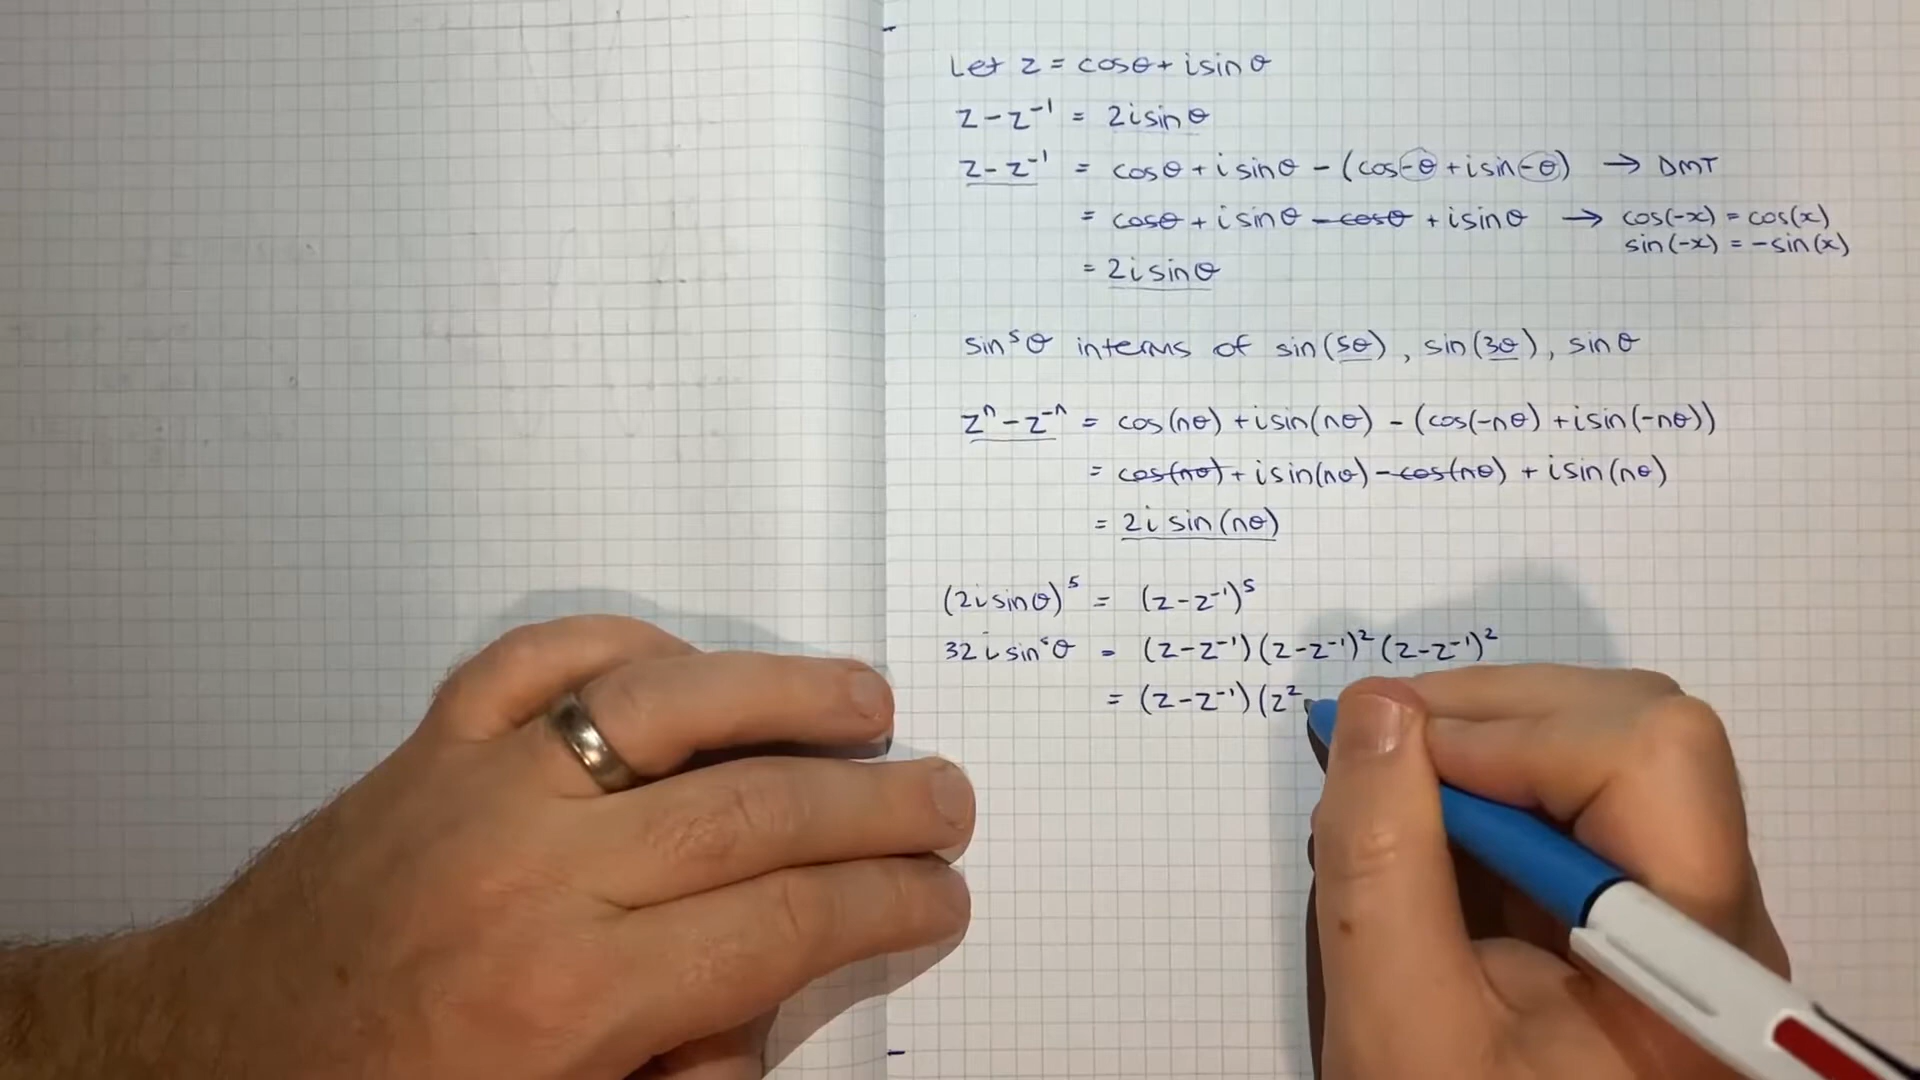 Let z = cosθ + isinθ
z - z⁻¹ = 2isinθ
z - z⁻¹ = cosθ + isinθ - (cos-θ + isin-θ) → DMT
= cosθ + isinθ - cosθ + isinθ → cos(-x) = cos(x)
sin(-x) = -sin(x)
= 2isinθ
sin⁵θ interms of sin(5θ), sin(3θ), sinθ
zⁿ - z⁻ⁿ = cos(nθ) + isin(nθ) - (cos(-nθ) + isin(-nθ))
= cos(nθ) + isin(nθ) - cos(nθ) + isin(nθ)
= 2isin(nθ)
(2isinθ)⁵ = (z - z⁻¹)⁵
32isin⁵θ = (z - z⁻¹)(z - z⁻¹)²(z - z⁻¹)²
= (z - z⁻¹)(z²